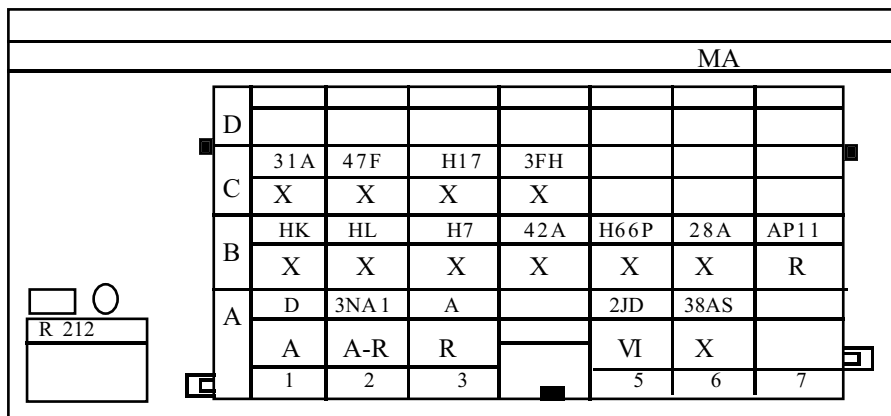 MA
D
31A 47F H17 3FH
C X X X X
HK HL H7 42A H66P 28A AP11
B X X X X X X R
D 3NA1 A 2JD 38AS
A
R 212
A A-R R VI X
1 2 3 5 6 7